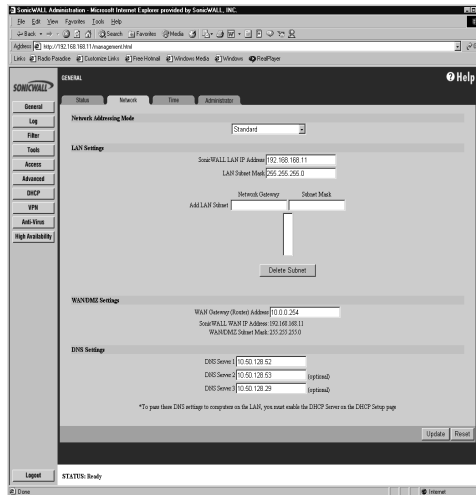 SonicWALL Administration - Microsoft Internet Explorer provided by SonicWALL, INC.
File Edit View Favorites Tools Help
Back Search Favorites Media
Address http://192.168.168.11/management.html
Links Radio Paradise Customize Links Free Hotmail Windows Media Windows RealPlayer
SONICWALL
GENERAL
Help
Status Network Time Administrator
General
Log
Filter
Tools
Access
Advanced
DHCP
VPN
Anti-Virus
High Availability
Logout
Network Addressing Mode
Standard
LAN Settings
SonicWALL LAN IP Address 192.168.168.11
LAN Subnet Mask 255.255.255.0
Network Gateway Subnet Mask
Add LAN Subnet
Delete Subnet
WAN/DMZ Settings
WAN Gateway (Router) Address 10.0.0.254
SonicWALL WAN IP Address: 192.168.168.11
WAN/DMZ Subnet Mask: 255.255.255.0
DNS Settings
DNS Server 1 10.50.128.52
DNS Server 2 10.50.128.53 (optional)
DNS Server 3 10.50.128.29 (optional)
*To pass these DNS settings to computers on the LAN, you must enable the DHCP Server on the DHCP Setup page
Update Reset
STATUS: Ready
Done Internet